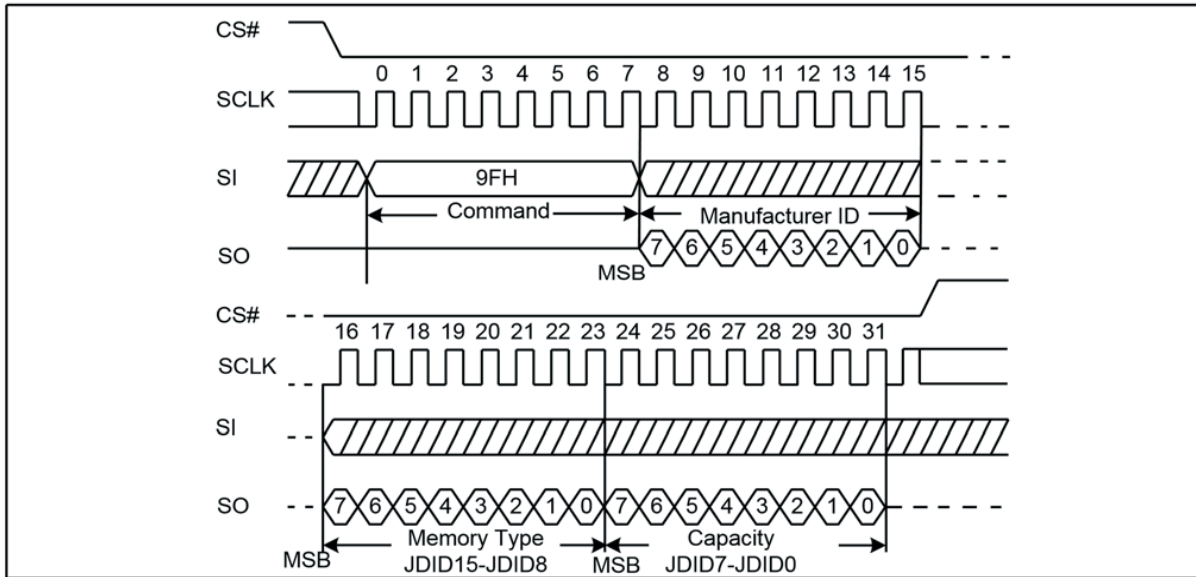 CS#
0 1 2 3 4 5 6 7 8 9 10 11 12 13 14 15
SCLK
SI
9FH
Command
Manufacturer ID
SO
7 6 5 4 3 2 1 0
MSB
CS#
16 17 18 19 20 21 22 23 24 25 26 27 28 29 30 31
SCLK
SI
SO
7 6 5 4 3 2 1 0 7 6 5 4 3 2 1 0
Memory Type
Capacity
MSB
JDID15-JDID8
MSB
JDID7-JDID0